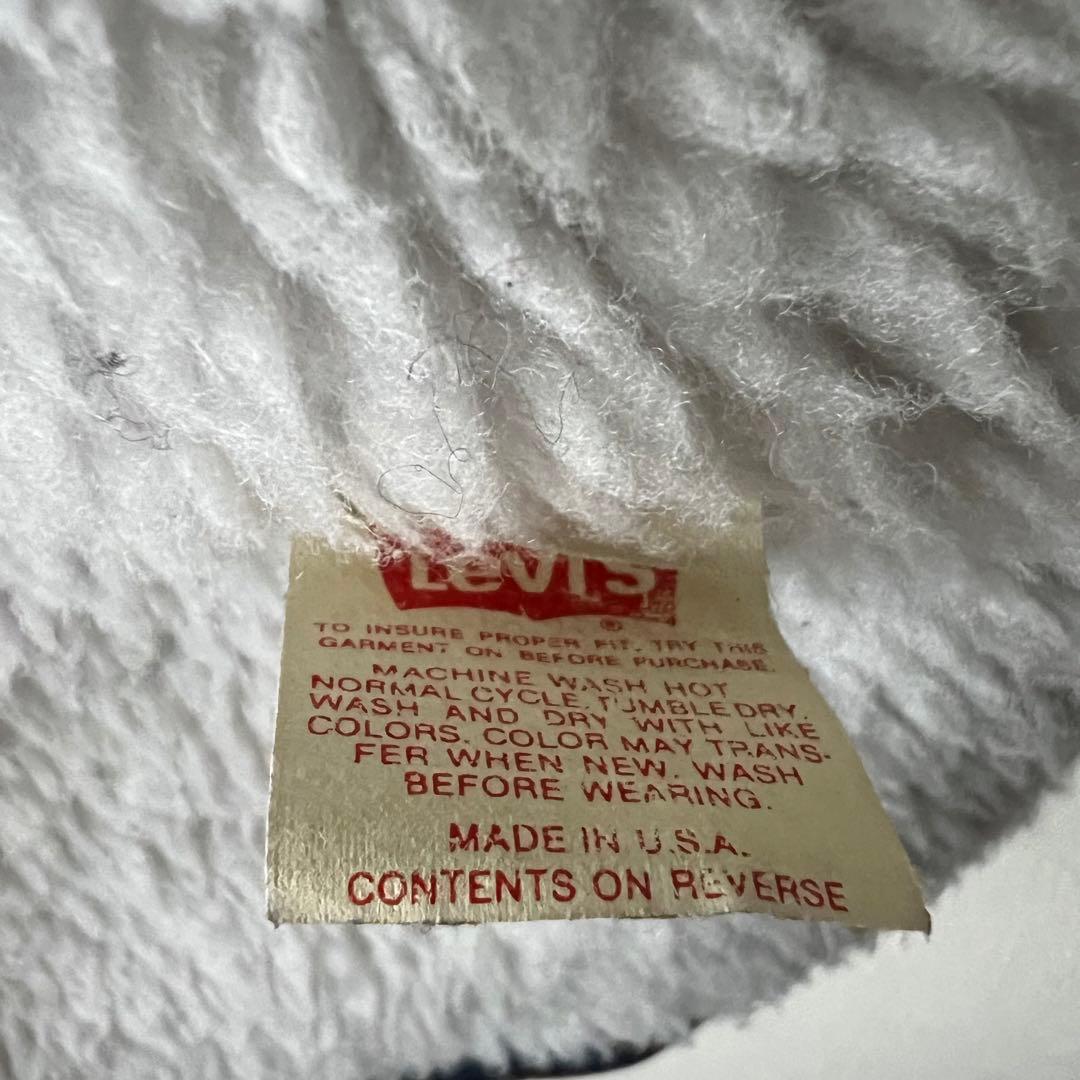 Levi's ®
TO INSURE PROPER FIT, TRY THIS
GARMENT ON BEFORE PURCHASE.
MACHINE WASH HOT
NORMAL CYCLE, TUMBLE DRY.
WASH AND DRY WITH LIKE
COLORS. COLOR MAY TRANS-
FER WHEN NEW. WASH
BEFORE WEARING.
MADE IN U.S.A.
CONTENTS ON REVERSE